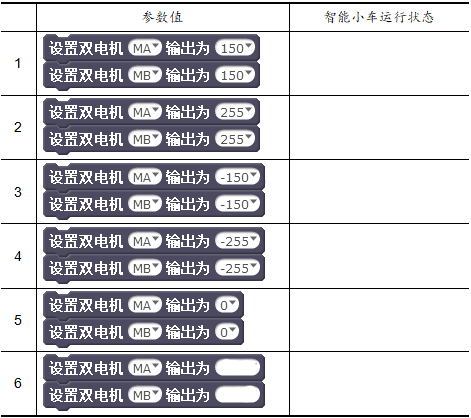 参数值 智能小车运行状态
1
设置双电机 MA 输出为 150
设置双电机 MB 输出为 150
2
设置双电机 MA 输出为 255
设置双电机 MB 输出为 255
3
设置双电机 MA 输出为 -150
设置双电机 MB 输出为 -150
4
设置双电机 MA 输出为 -255
设置双电机 MB 输出为 -255
5
设置双电机 MA 输出为 0
设置双电机 MB 输出为 0
6
设置双电机 MA 输出为
设置双电机 MB 输出为